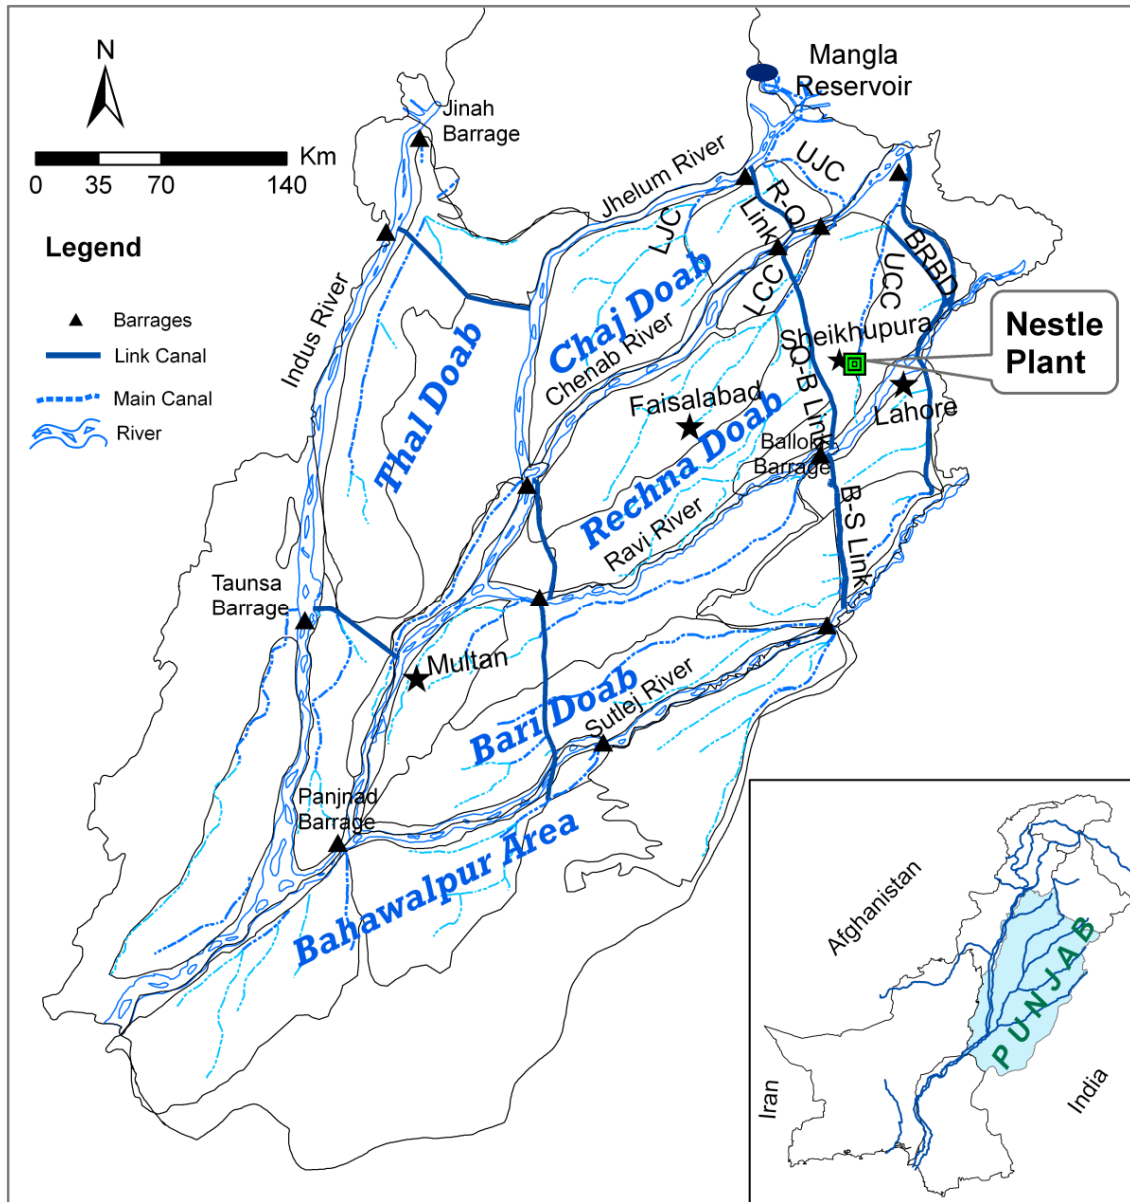 N
Km
0 35 70 140
Legend
Barrages
Link Canal
Main Canal
River
Mangla
Reservoir
Jinah
Barrage
Jhelum River
UJC
R-Q
Link
LJC
LCC
UCC
BRBD
Indus River
Thal Doab
Chaj Doab
Chenab River
Sheikhupura
Nestle
Plant
Q-B Link
Faisalabad
Lahore
Rechna Doab
Balloki
Barrage
Ravi River
B-S Link
Taunsa
Barrage
Multan
Bari Doab
Sutlej River
Panjnad
Barrage
Bahawalpur Area
Afghanistan
PUNJAB
Iran
India